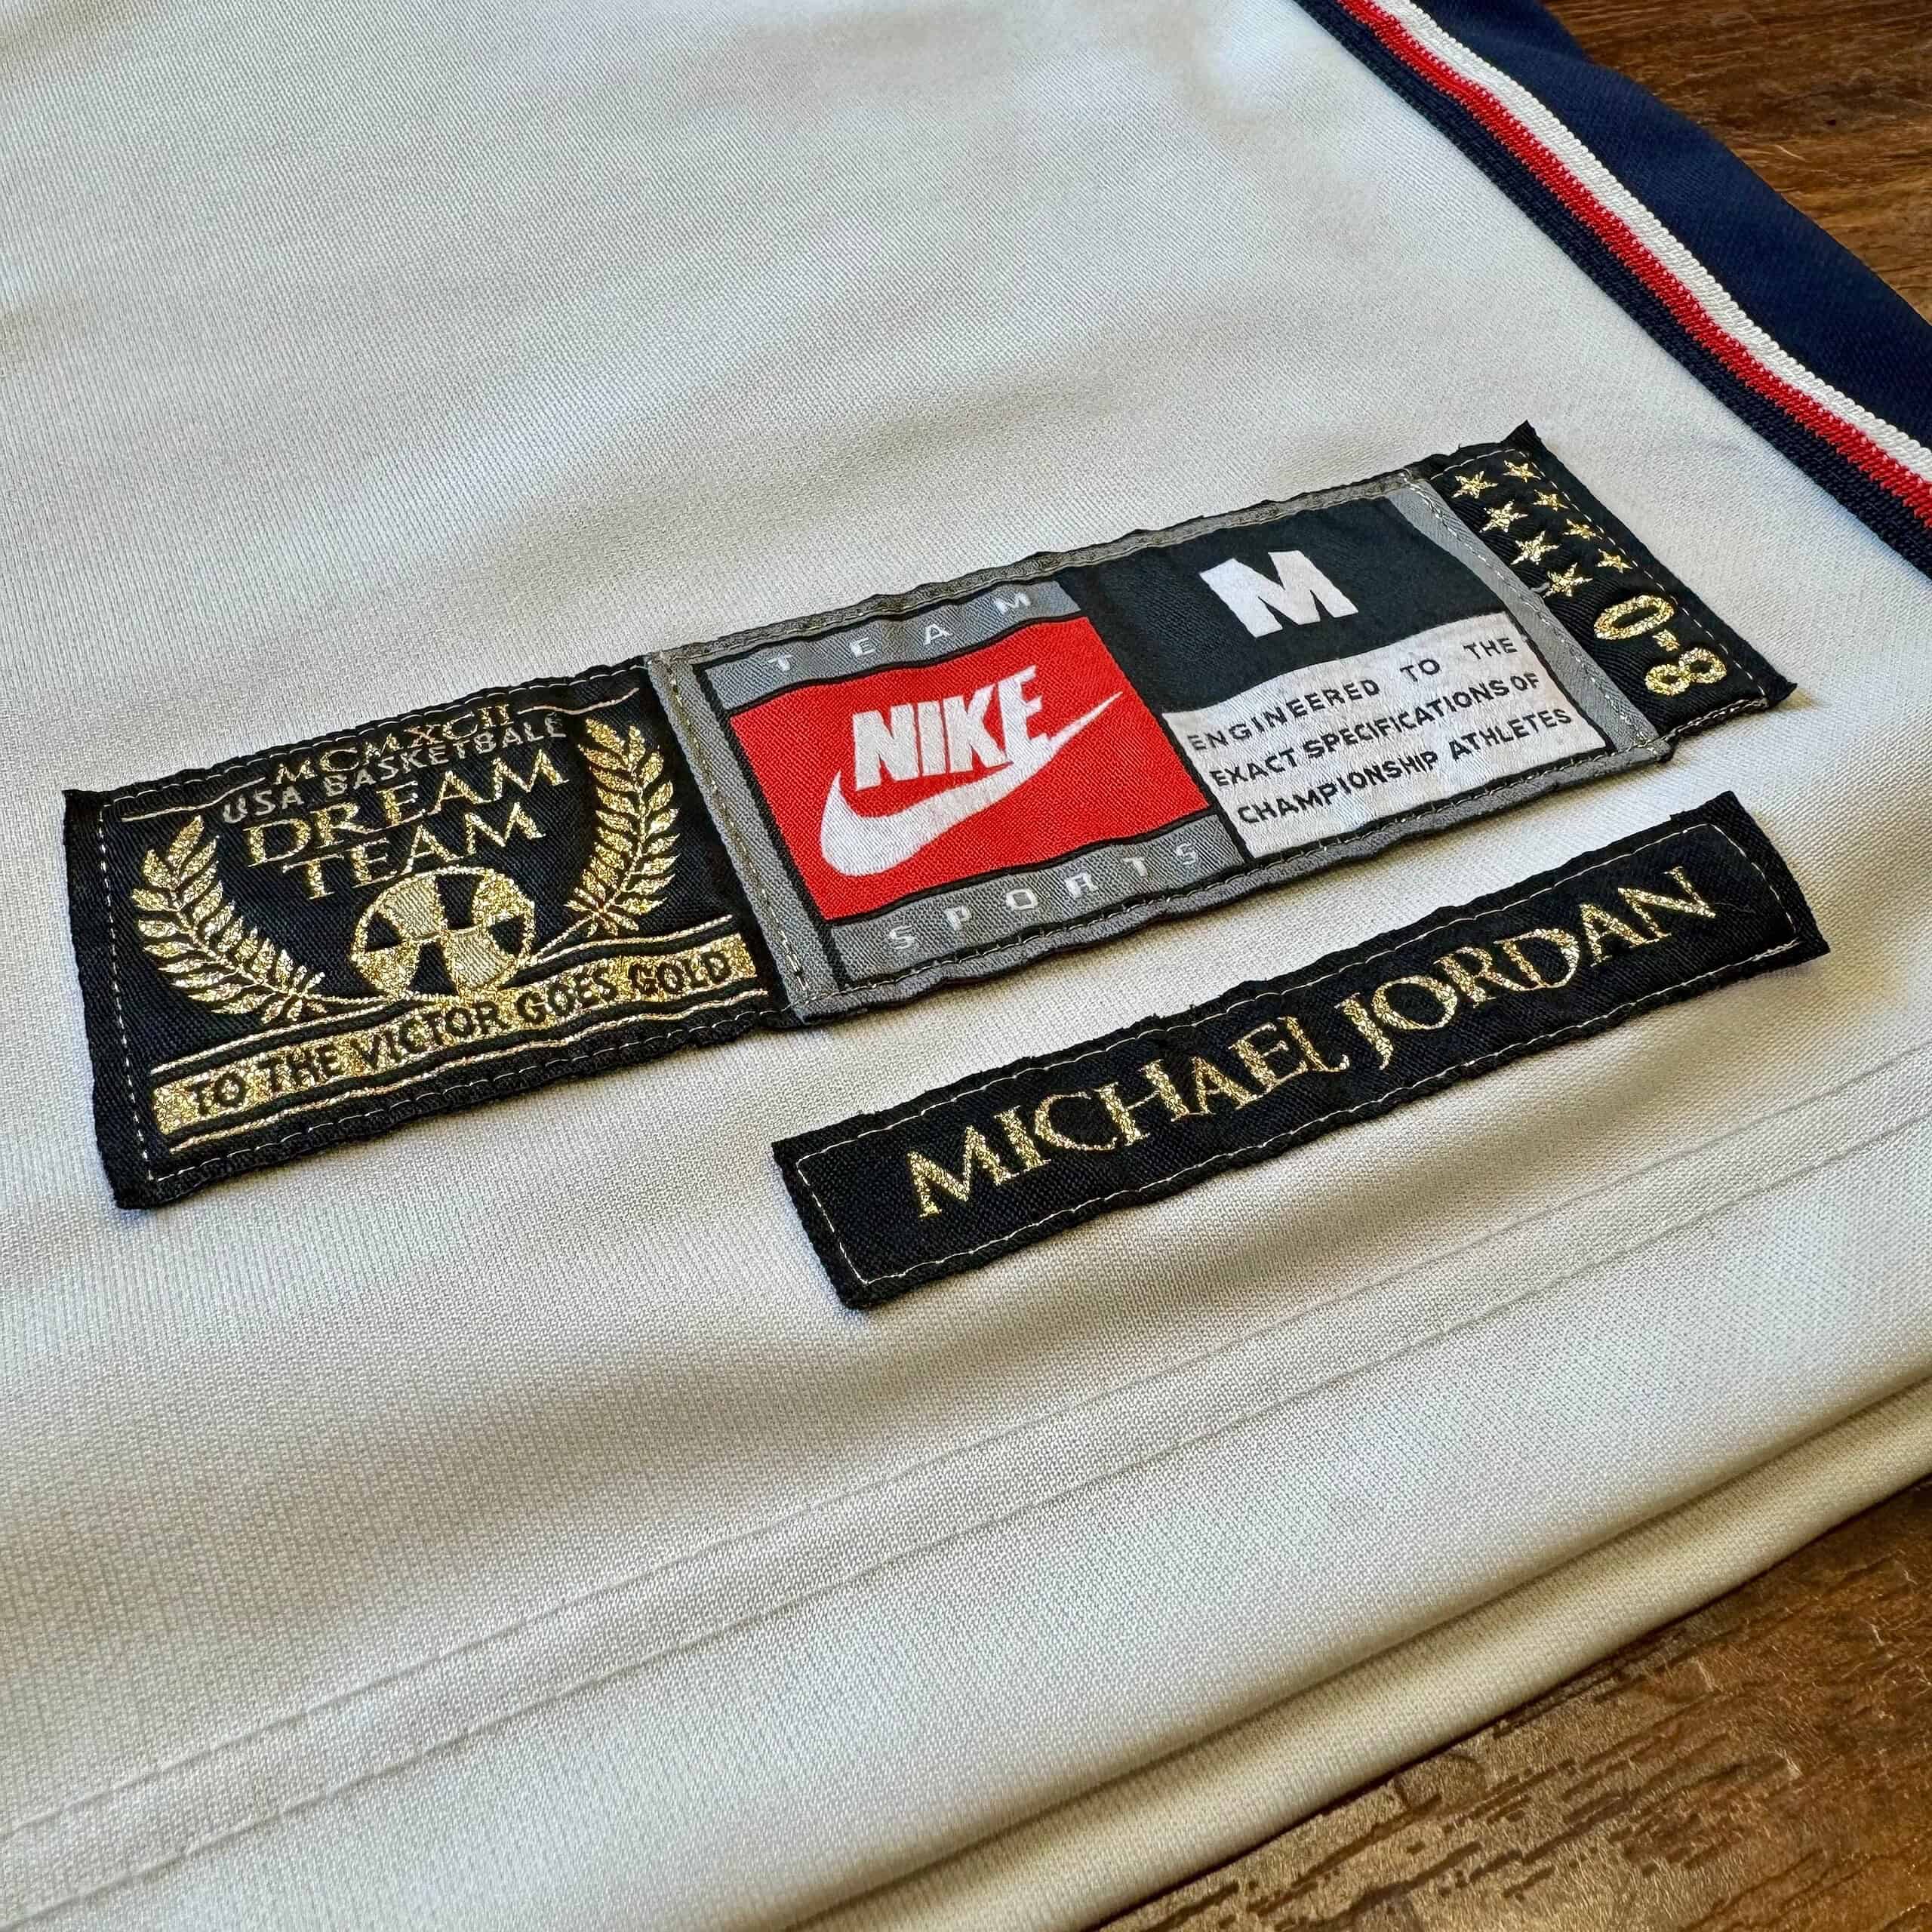 MCMXCII
USA BASKETBALL
DREAM
TEAM
TO THE VICTOR GOES GOLD
TEAM
NIKE
SPORTS
M
ENGINEERED TO THE
EXACT SPECIFICATIONS OF
CHAMPIONSHIP ATHLETES
8-0
MICHAEL JORDAN